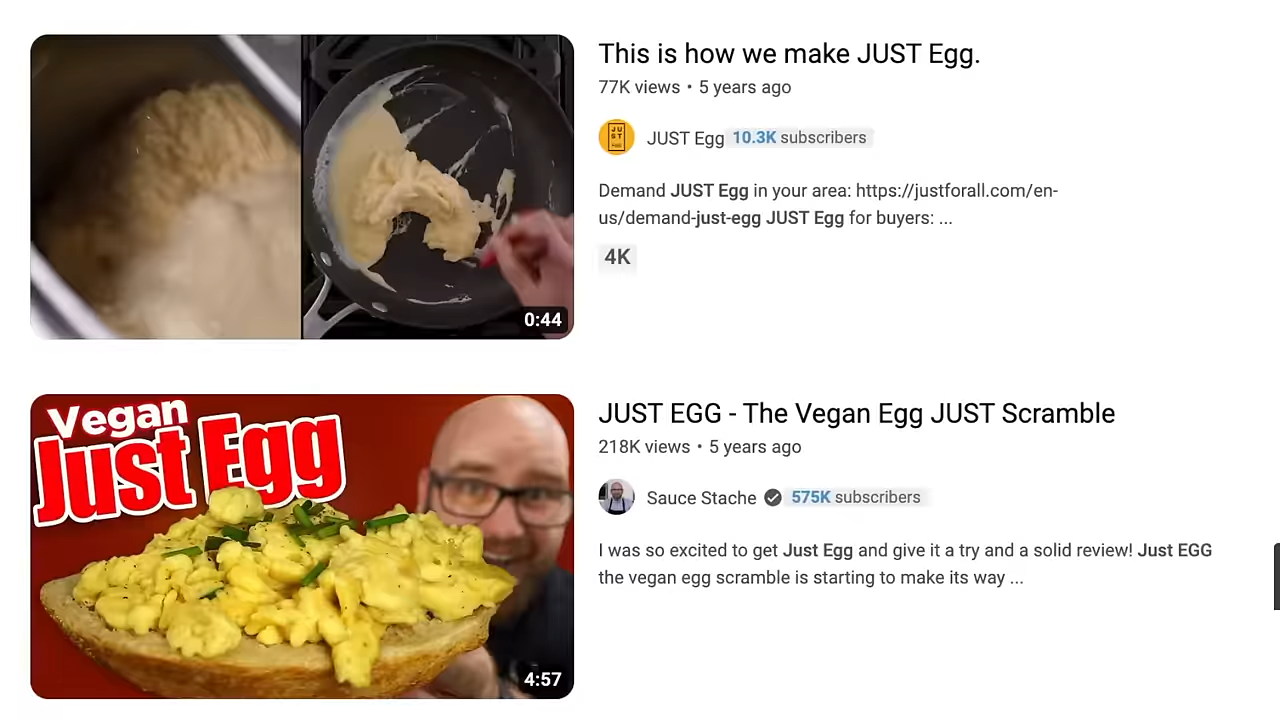 This is how we make JUST Egg.
77K views • 5 years ago
JUST
JUST Egg 10.3K subscribers
Demand JUST Egg in your area: https://justforall.com/en-
us/demand-just-egg JUST Egg for buyers: ...
4K
0:44
Vegan
Just Egg
4:57
JUST EGG - The Vegan Egg JUST Scramble
218K views • 5 years ago
Sauce Stache 575K subscribers
I was so excited to get Just Egg and give it a try and a solid review! Just EGG
the vegan egg scramble is starting to make its way ...